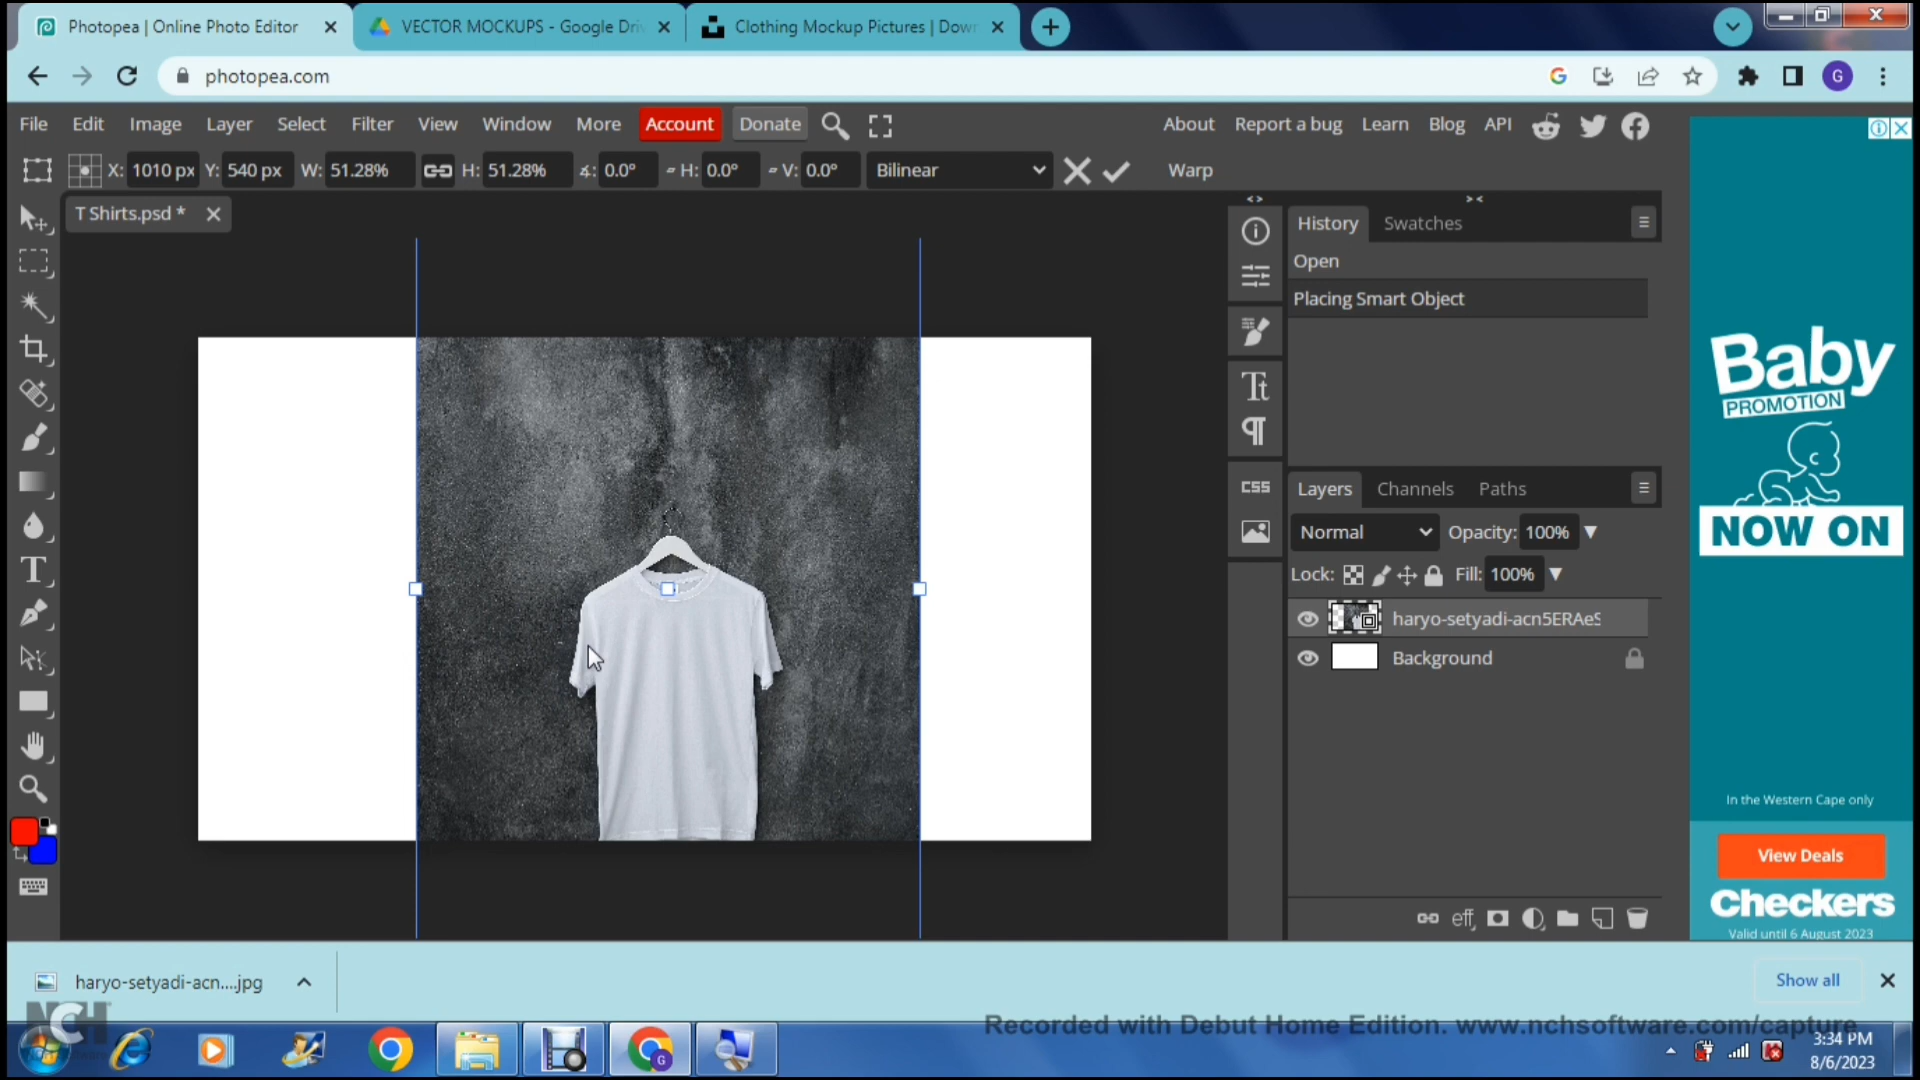 Photopea | Online Photo Editor
VECTOR MOCKUPS - Google Driv
Clothing Mockup Pictures | Down
photopea.com
G
G
File Edit Image Layer Select Filter View Window More Account Donate
About Report a bug Learn Blog API
X: 1010 px Y: 540 px W: 51.28% H: 51.28% 0.0° H: 0.0° V: 0.0° Bilinear Warp
T Shirts.psd *
History Swatches
Open
Placing Smart Object
CSS
Layers Channels Paths
Normal Opacity: 100%
Lock: Fill: 100%
haryo-setyadi-acn5ERAeS
Background
eff
Baby
PROMOTION
NOW ON
In the Western Cape only
View Deals
Checkers
Valid until 6 August 2023
haryo-setyadi-acn....jpg
Show all
NCH
Recorded with Debut Home Edition. www.nchsoftware.com/capture
G
3:34 PM
8/6/2023